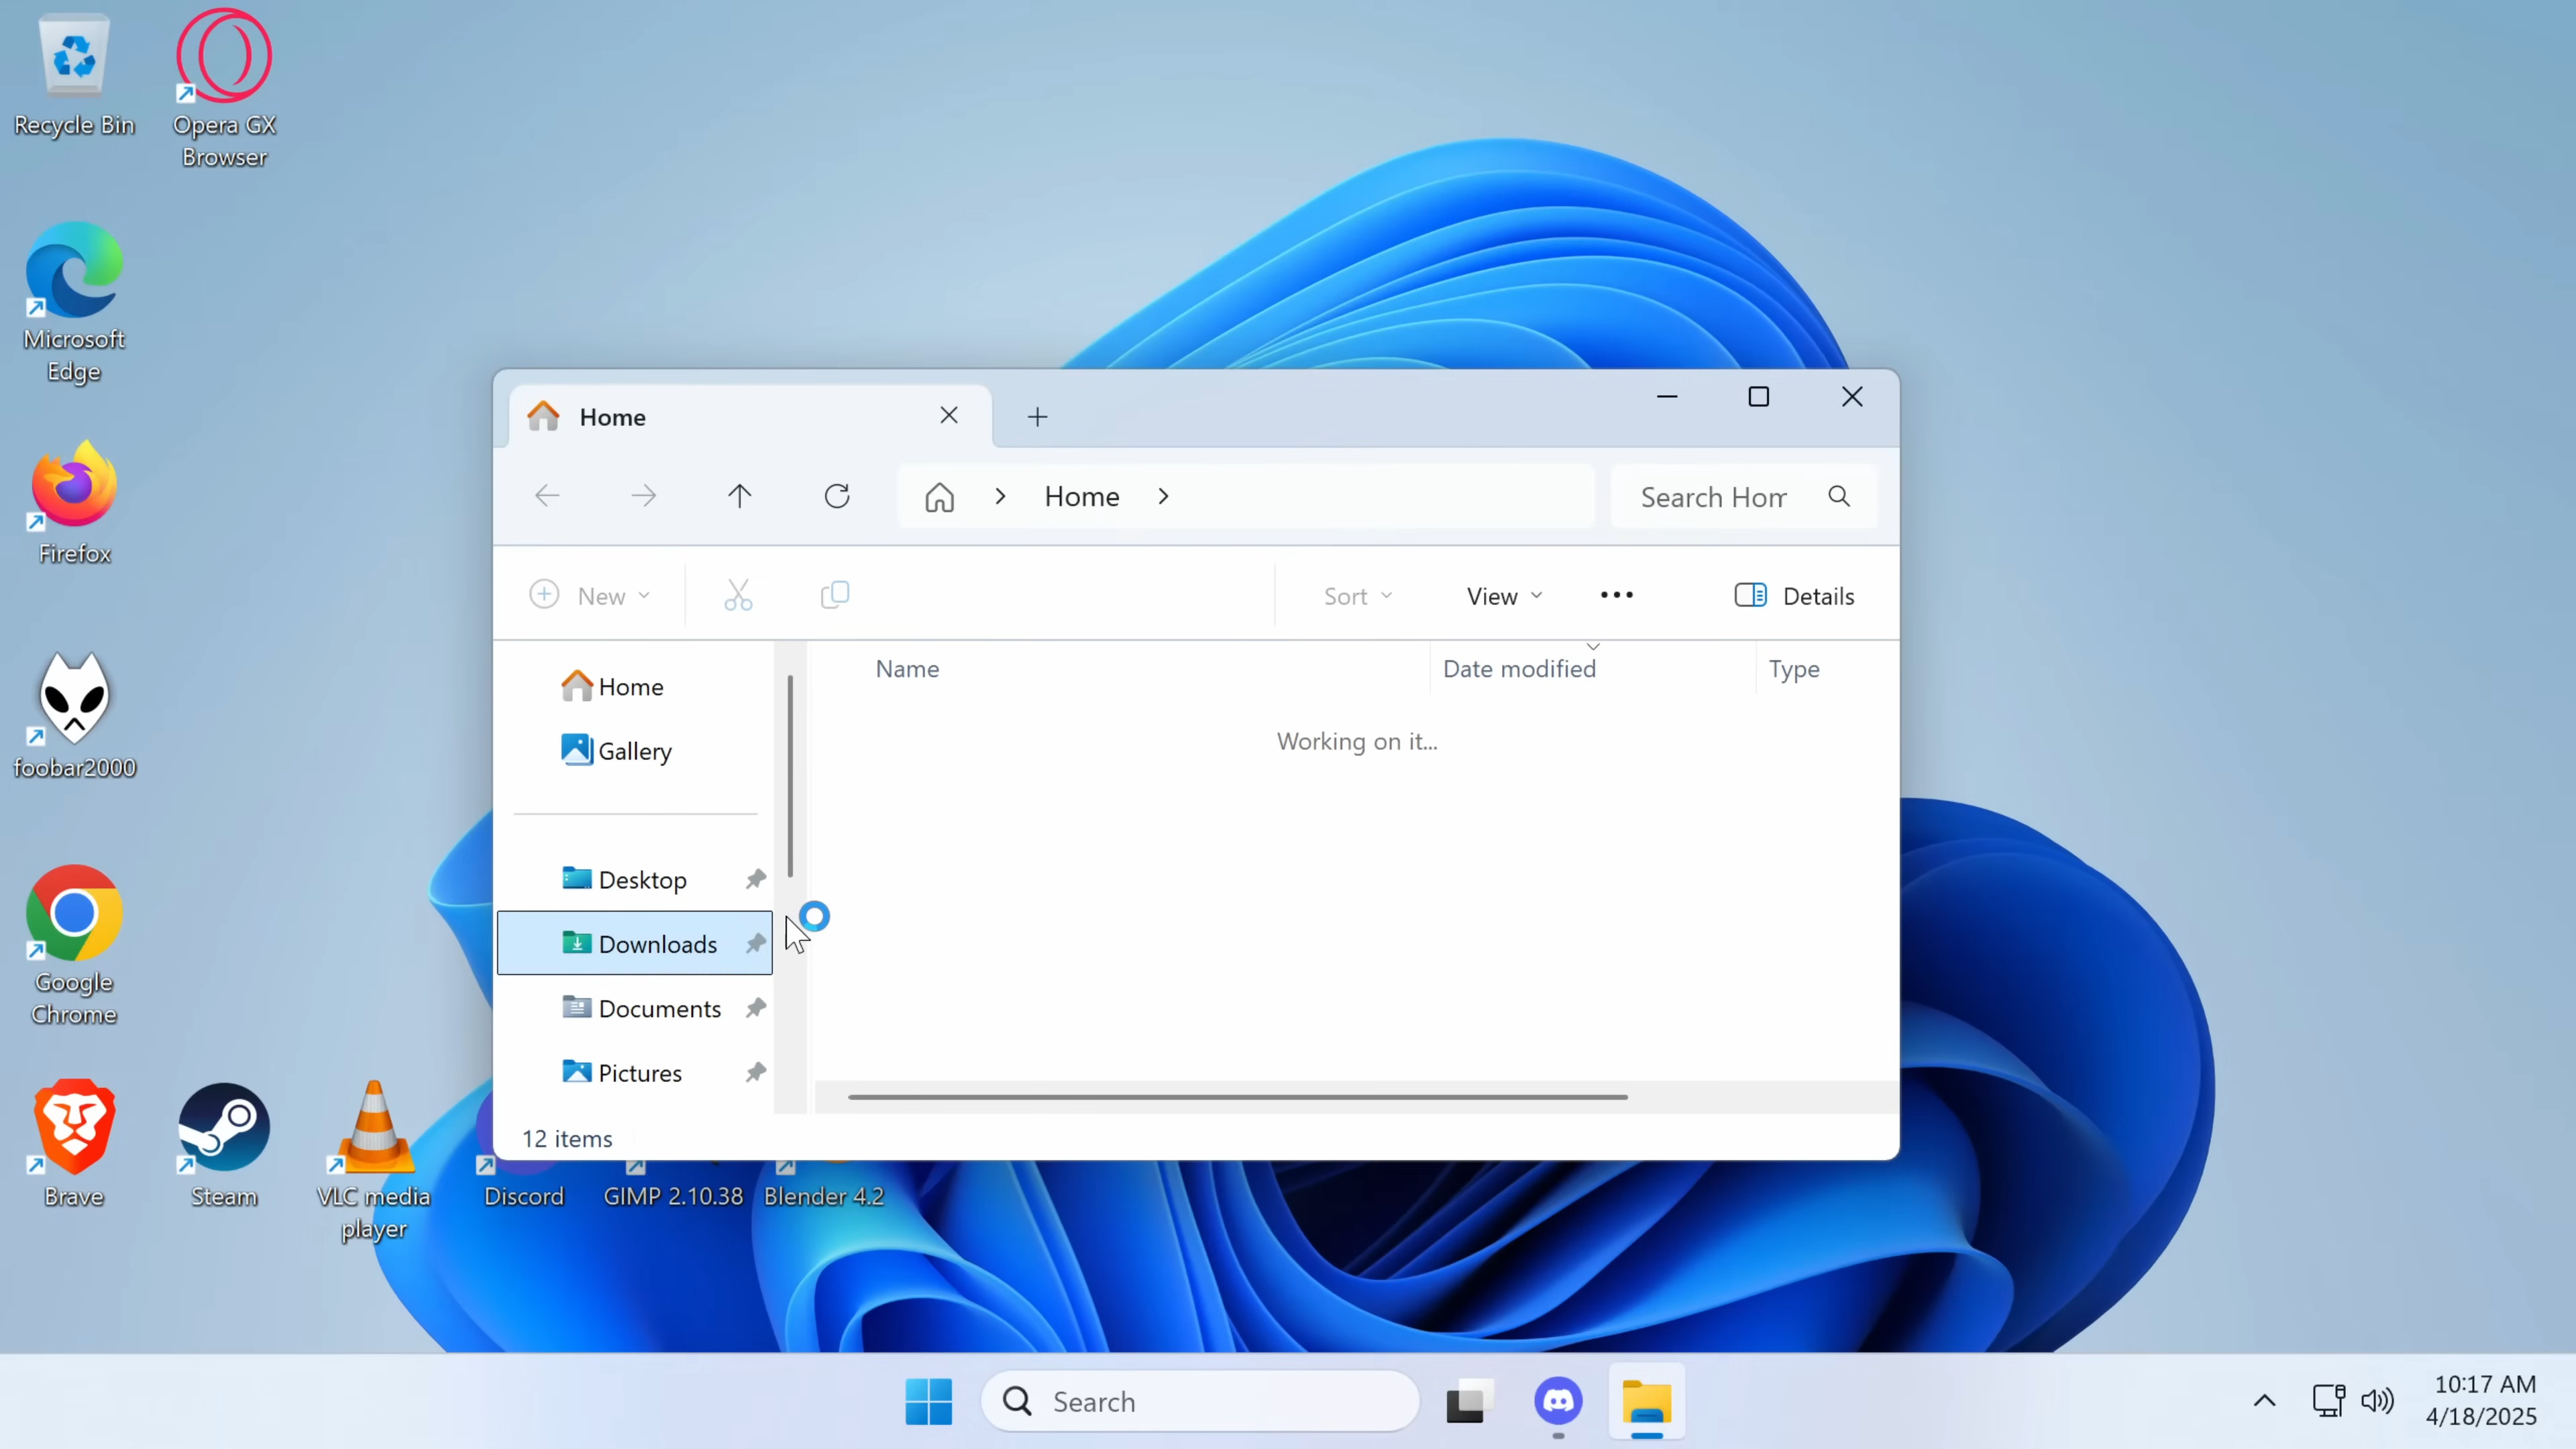 Recycle Bin
Opera GX
Browser
Microsoft
Edge
Firefox
foobar2000
Google
Chrome
Brave
Steam
VLC media
player
Discord
GIMP 2.10.38
Blender 4.2
Home
Home
Search Hom
New
Sort
View
Details
Home
Gallery
Desktop
Downloads
Documents
Pictures
Name
Date modified
Type
Working on it...
12 items
Search
10:17 AM
4/18/2025